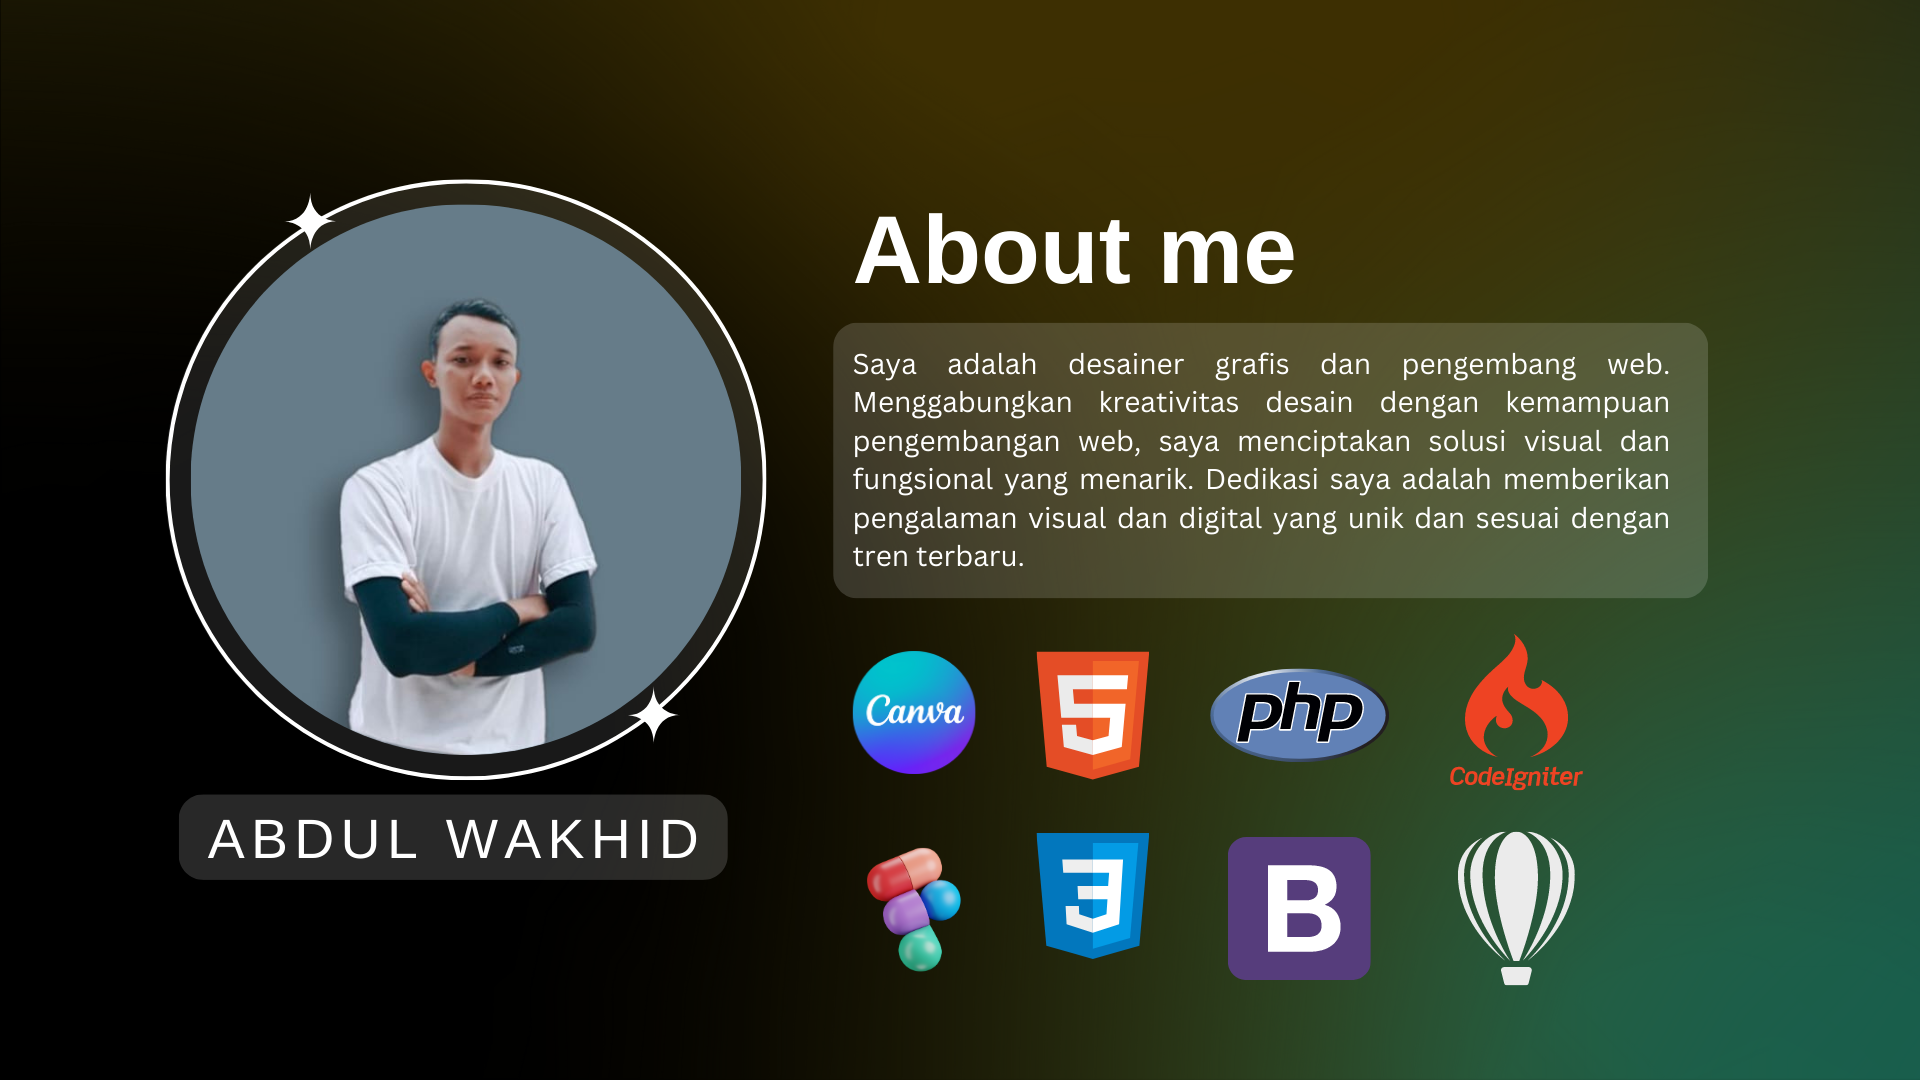 About me
Saya adalah desainer grafis dan pengembang web.
Menggabungkan kreativitas desain dengan kemampuan
pengembangan web, saya menciptakan solusi visual dan
fungsional yang menarik. Dedikasi saya adalah memberikan
pengalaman visual dan digital yang unik dan sesuai dengan
tren terbaru.
Canva
5
php
CodeIgniter
ABDUL WAKHID
3
B